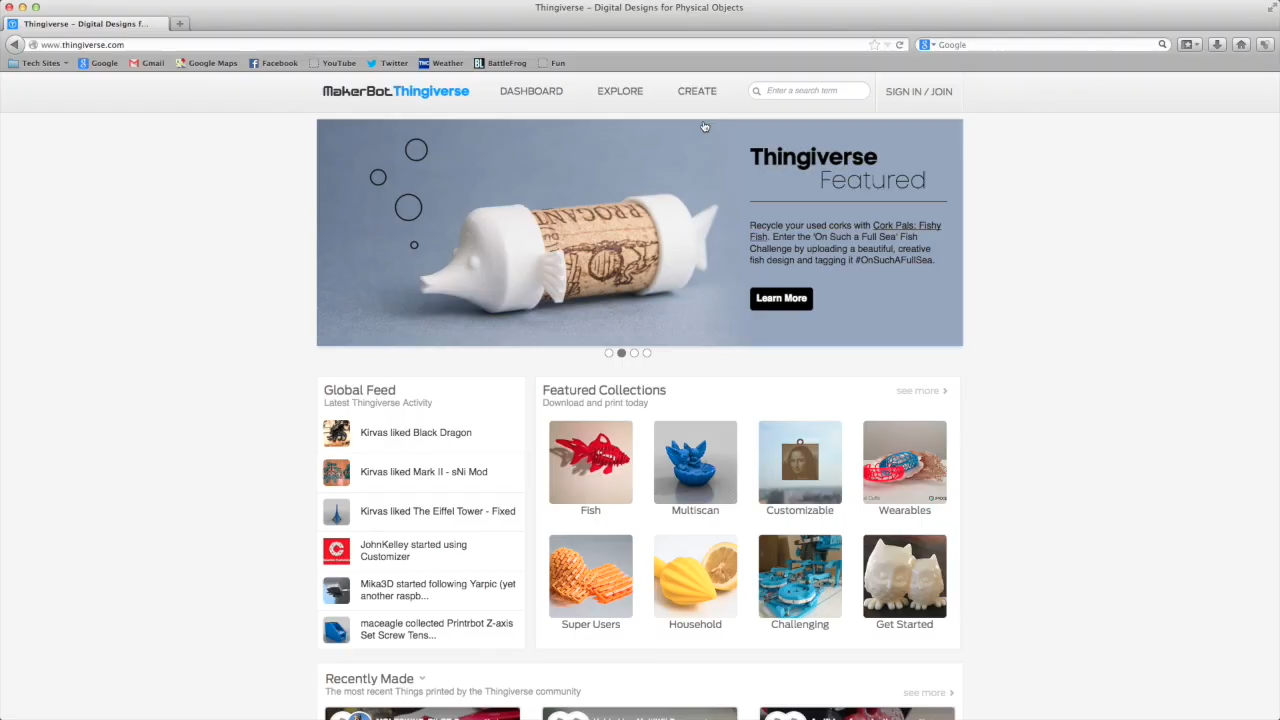 Thingiverse – Digital Designs for Physical Objects
Thingiverse – Digital Designs f...
www.thingiverse.com
Google
Tech Sites
Google
Gmail
Google Maps
Facebook
YouTube
Twitter
Weather
BattleFrog
Fun
MakerBot Thingiverse
DASHBOARD
EXPLORE
CREATE
Enter a search term
SIGN IN / JOIN
PROGANT
Thingiverse
Featured
Recycle your used corks with Cork Pals: Fishy
Fish. Enter the 'On Such a Full Sea' Fish
Challenge by uploading a beautiful, creative
fish design and tagging it #OnSuchAFullSea.
Learn More
Global Feed
Latest Thingiverse Activity
Kirvas liked Black Dragon
Kirvas liked Mark II - sNi Mod
Kirvas liked The Eiffel Tower - Fixed
JohnKelley started using
Customizer
Mika3D started following Yarpic (yet
another raspb...
maceagle collected Printrbot Z-axis
Set Screw Tens...
Featured Collections
see more
Download and print today
Fish
Multiscan
Customizable
Wearables
Super Users
Household
Challenging
Get Started
Recently Made
The most recent Things printed by the Thingiverse community
see more